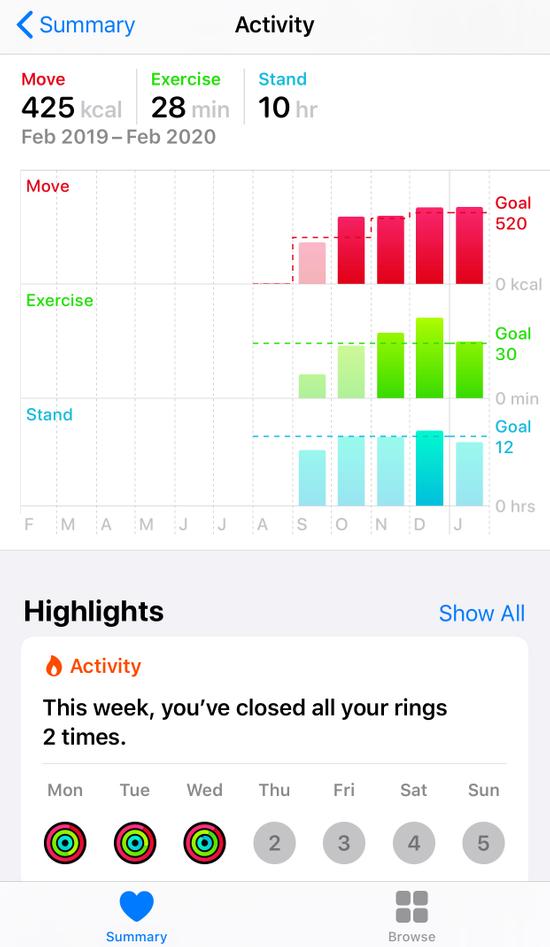 Summary
Activity
Move
Exercise
Stand
425 kcal
28 min
10 hr
Feb 2019 – Feb 2020
Move
Goal
520
0 kcal
Exercise
Goal
30
0 min
Stand
Goal
12
0 hrs
F M A M J J A S O N D J
Highlights
Show All
Activity
This week, you’ve closed all your rings
2 times.
Mon Tue Wed Thu Fri Sat Sun
2 3 4 5
Summary
Browse